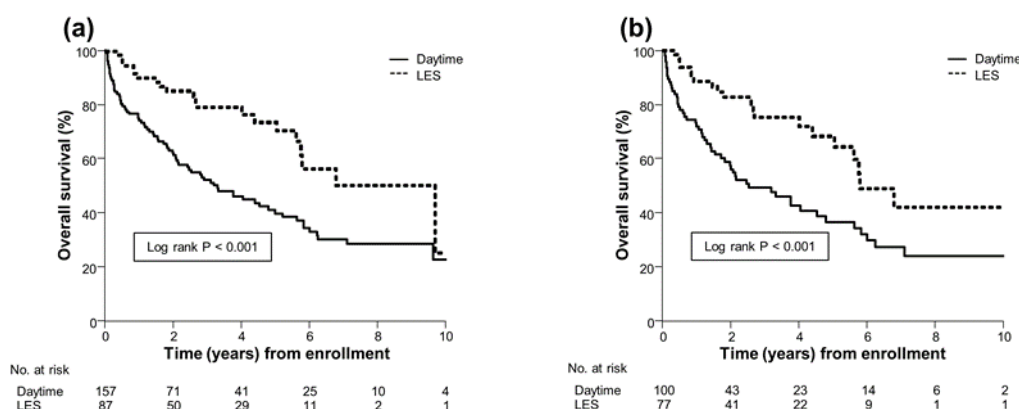 (a)
100
80
60
40
20
0
Overall survival (%)
Daytime
LES
Log rank P < 0.001
0 2 4 6 8 10
Time (years) from enrollment
No. at risk
Daytime 157 71 41 25 10 4
LES 87 50 29 11 2 1
(b)
100
80
60
40
20
0
Overall survival (%)
Daytime
LES
Log rank P < 0.001
0 2 4 6 8 10
Time (years) from enrollment
No. at risk
Daytime 100 43 23 14 6 2
LES 77 41 22 9 1 1